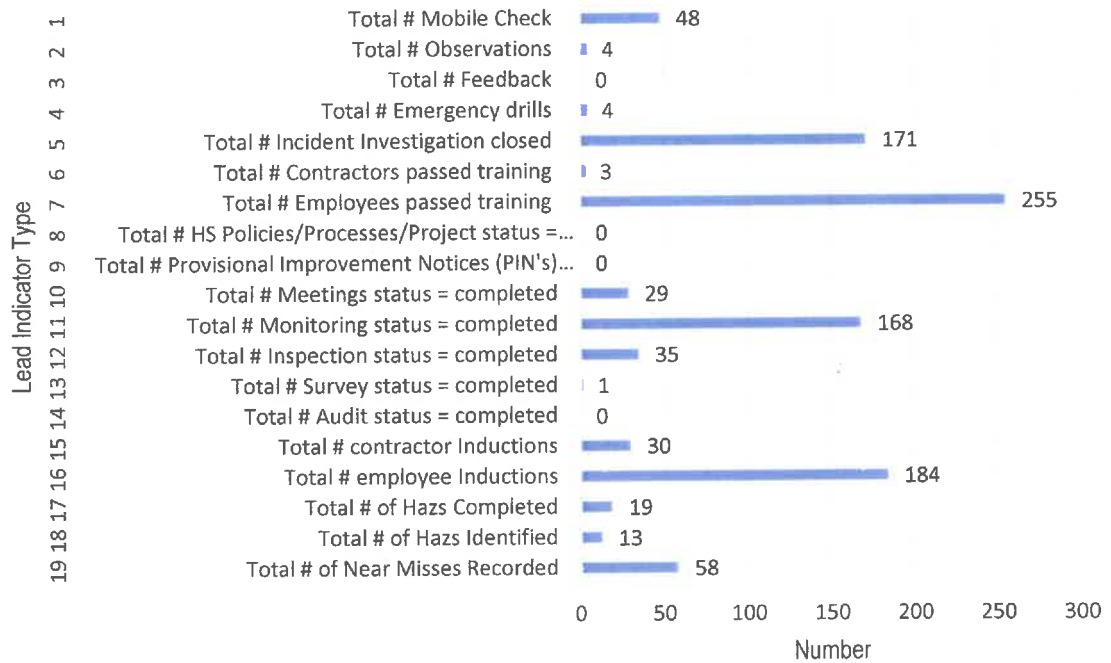 Lead Indicator Type
1 Total # Mobile Check 48
2 Total # Observations 4
3 Total # Feedback 0
4 Total # Emergency drills 4
5 Total # Incident Investigation closed 171
6 Total # Contractors passed training 3
7 Total # Employees passed training 255
8 Total # HS Policies/Processes/Project status =... 0
9 Total # Provisional Improvement Notices (PIN's)... 0
10 Total # Meetings status = completed 29
11 Total # Monitoring status = completed 168
12 Total # Inspection status = completed 35
13 Total # Survey status = completed 1
14 Total # Audit status = completed 0
15 Total # contractor Inductions 30
16 Total # employee Inductions 184
17 Total # of Hazs Completed 19
18 Total # of Hazs Identified 13
19 Total # of Near Misses Recorded 58
0 50 100 150 200 250 300
Number